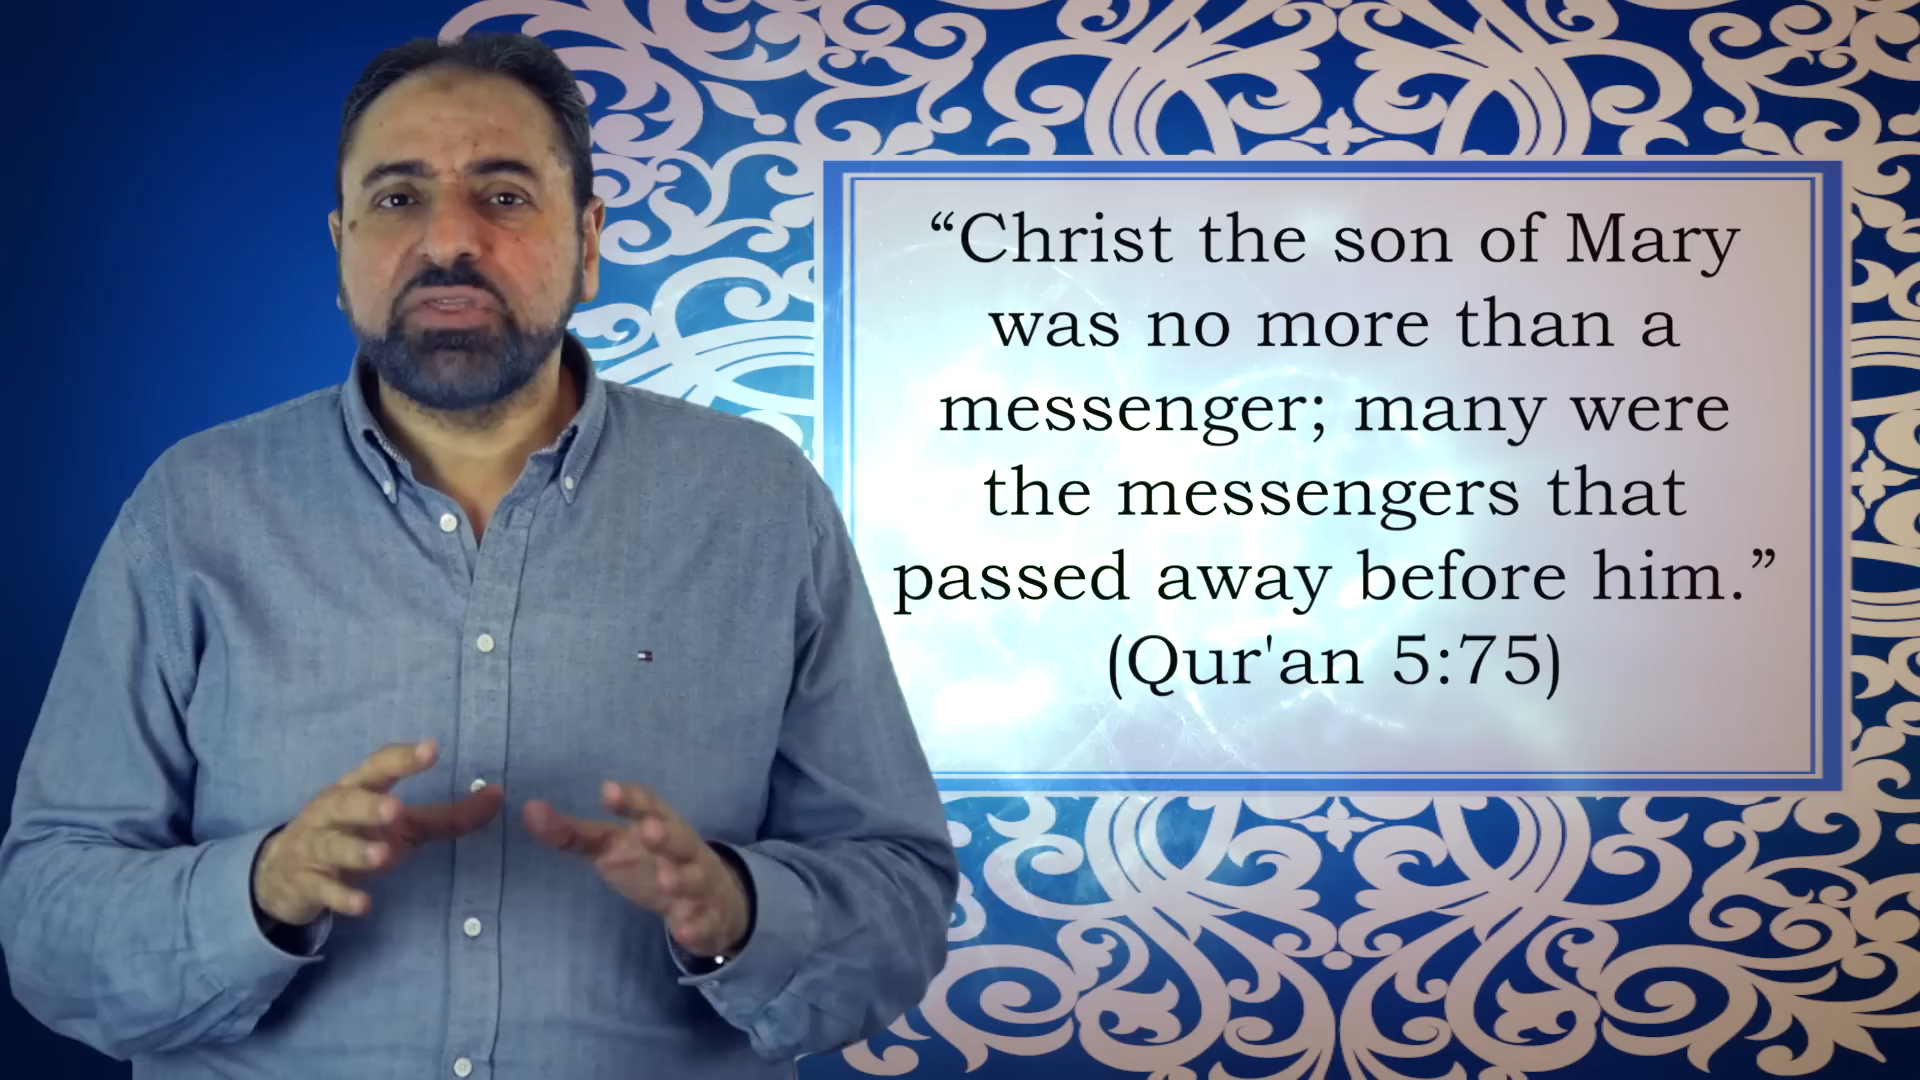 “Christ the son of Mary
was no more than a
messenger; many were
the messengers that
passed away before him.”
(Qur'an 5:75)